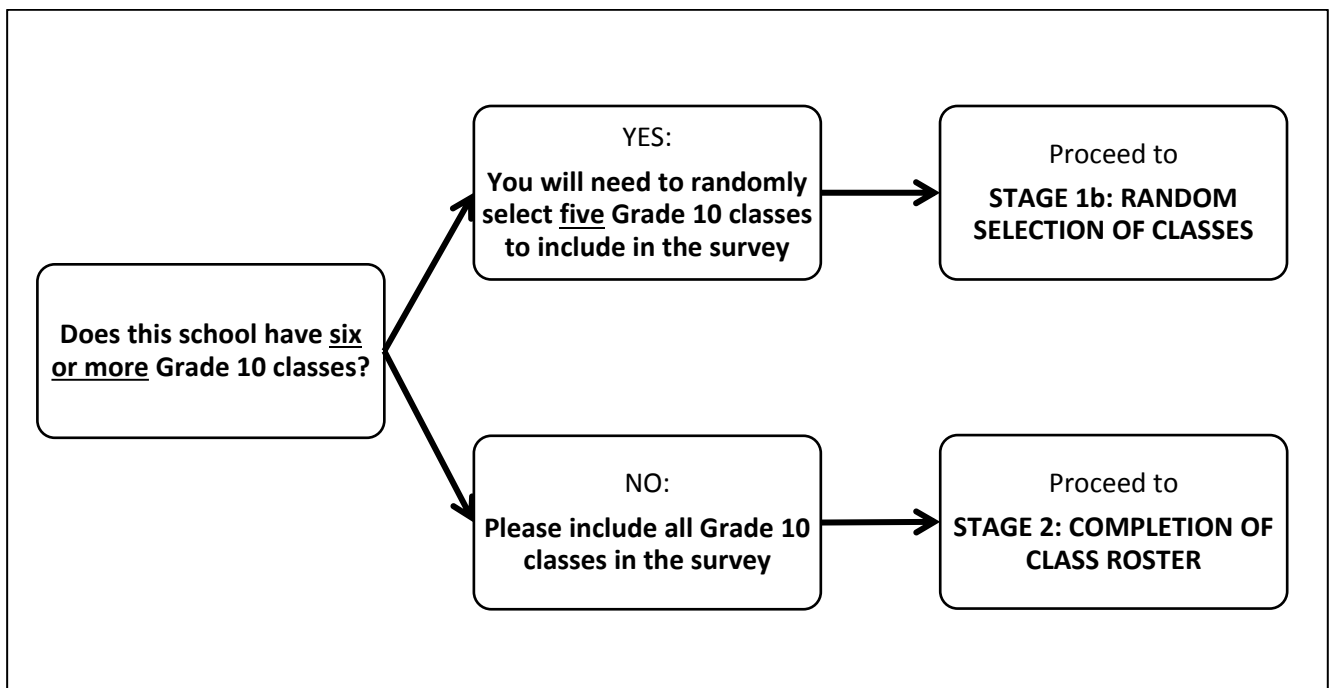 Does this school have six
or more Grade 10 classes?
YES:
You will need to randomly
select five Grade 10 classes
to include in the survey
Proceed to
STAGE 1b: RANDOM
SELECTION OF CLASSES
NO:
Please include all Grade 10
classes in the survey
Proceed to
STAGE 2: COMPLETION OF
CLASS ROSTER